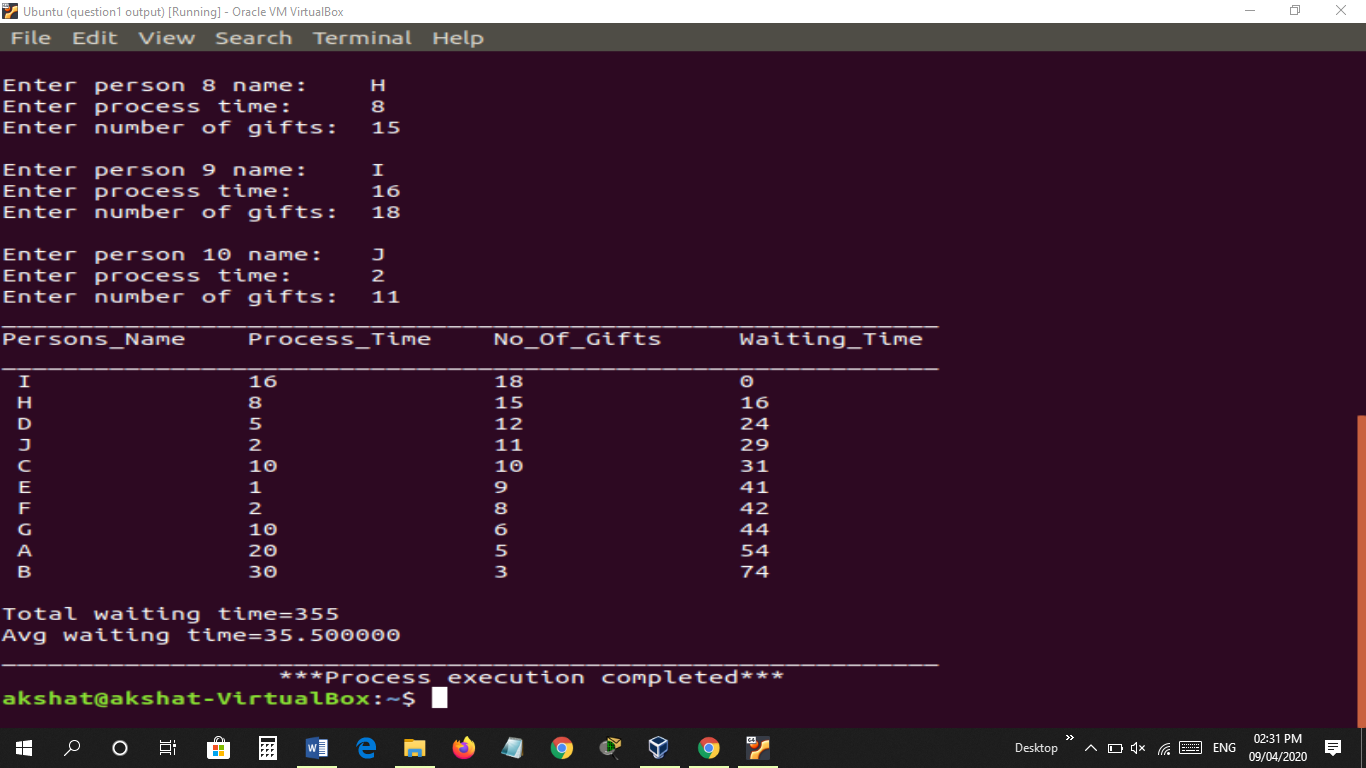 Ubuntu (question1 output) [Running] - Oracle VM VirtualBox
File Edit View Search Terminal Help
Enter person 8 name: H
Enter process time: 8
Enter number of gifts: 15
Enter person 9 name: I
Enter process time: 16
Enter number of gifts: 18
Enter person 10 name: J
Enter process time: 2
Enter number of gifts: 11
Persons_Name Process_Time No_Of_Gifts Waiting_Time
I 16 18 0
H 8 15 16
D 5 12 24
J 2 11 29
C 10 10 31
E 1 9 41
F 2 8 42
G 10 6 44
A 20 5 54
B 30 3 74
Total waiting time=355
Avg waiting time=35.500000
***Process execution completed***
akshat@akshat-VirtualBox:~$
Desktop » ENG 02:31 PM
09/04/2020